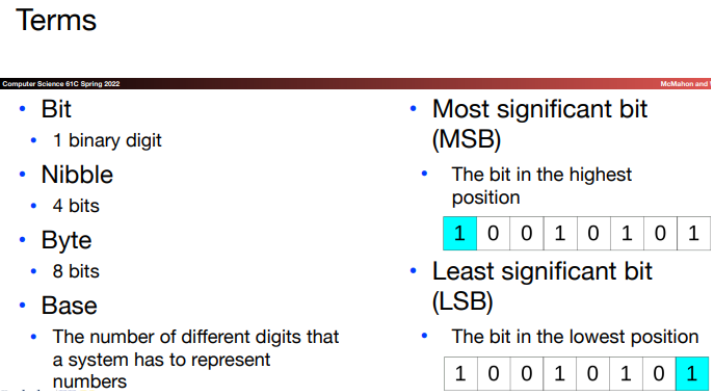 Terms
Computer Science 61C Spring 2022
McMahon and
• Bit
• 1 binary digit
• Nibble
• 4 bits
• Byte
• 8 bits
• Base
• The number of different digits that
a system has to represent
numbers
• Most significant bit
(MSB)
• The bit in the highest
position
1 0 0 1 0 1 0 1
• Least significant bit
(LSB)
• The bit in the lowest position
1 0 0 1 0 1 0 1